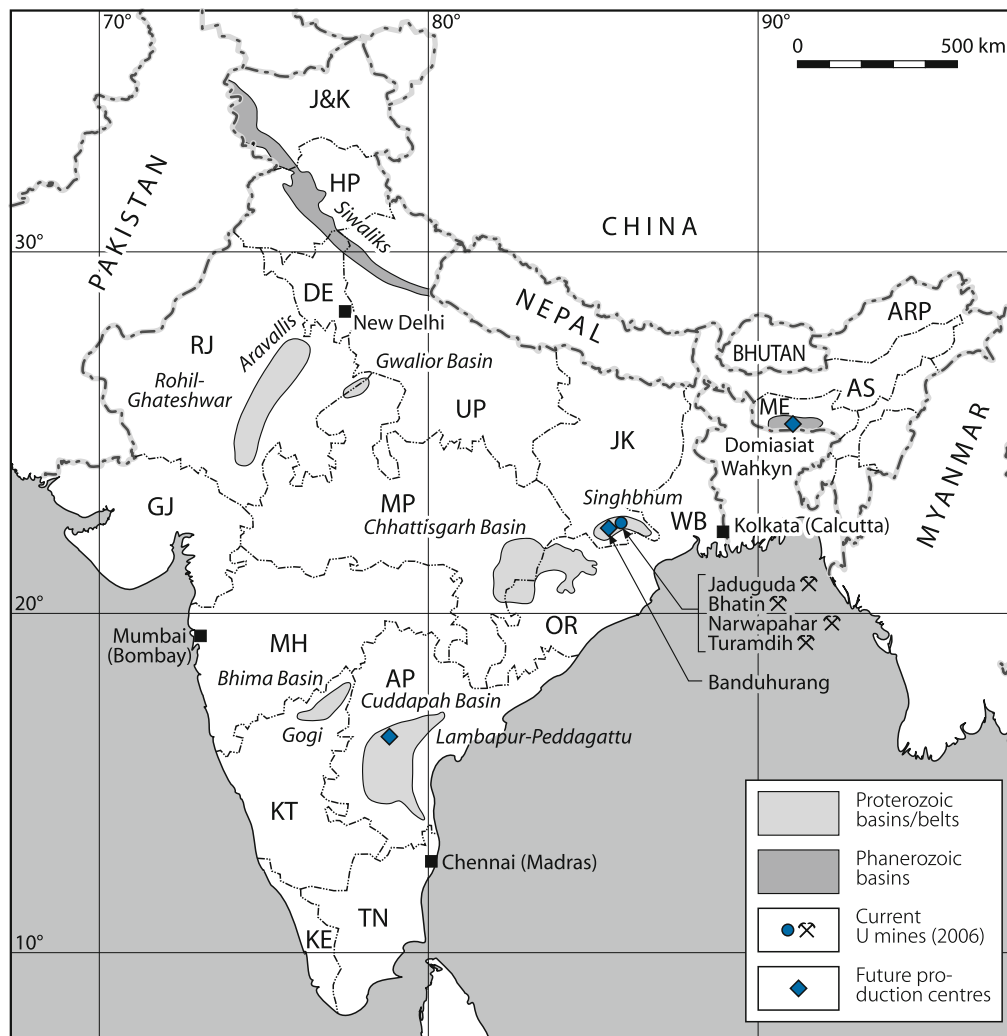 70°
80°
90°
0
500 km
J&K
PAKISTAN
HP
Siwaliks
CHINA
30°
DE
New Delhi
NEPAL
ARP
RJ
Aravallis
BHUTAN
Gwalior Basin
Rohil-
Ghateshwar
AS
ME
UP
JK
Domiasiat
Wahkyn
MYANMAR
GJ
MP
Singhbhum
Chhattisgarh Basin
WB
Kolkata (Calcutta)
Jaduguda
Bhatin
Narwapahar
Turamdih
20°
Mumbai
(Bombay)
MH
OR
Bhima Basin
AP
Banduhurang
Cuddapah Basin
Gogi
Lambapur-Peddagattu
KT
Chennai (Madras)
TN
KE
10°
Proterozoic
basins/belts
Phanerozoic
basins
Current
U mines (2006)
Future pro-
duction centres